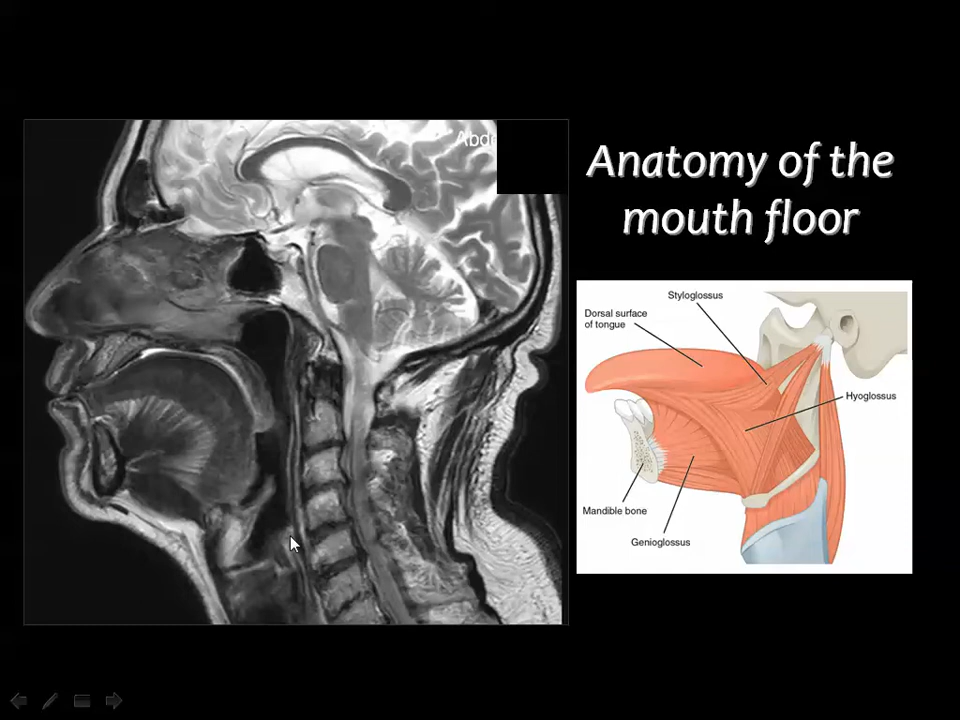 Anatomy of the
mouth floor
Styloglossus
Dorsal surface
of tongue
Hyoglossus
Mandible bone
Genioglossus